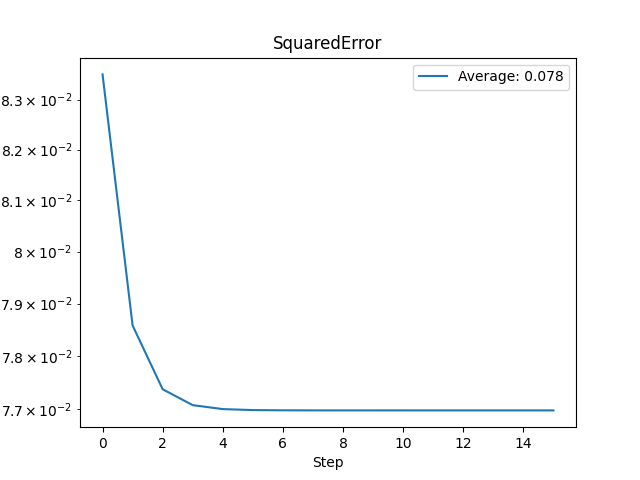 SquaredError
Average: 0.078
8.3 × 10⁻²
8.2 × 10⁻²
8.1 × 10⁻²
8 × 10⁻²
7.9 × 10⁻²
7.8 × 10⁻²
7.7 × 10⁻²
0 2 4 6 8 10 12 14
Step